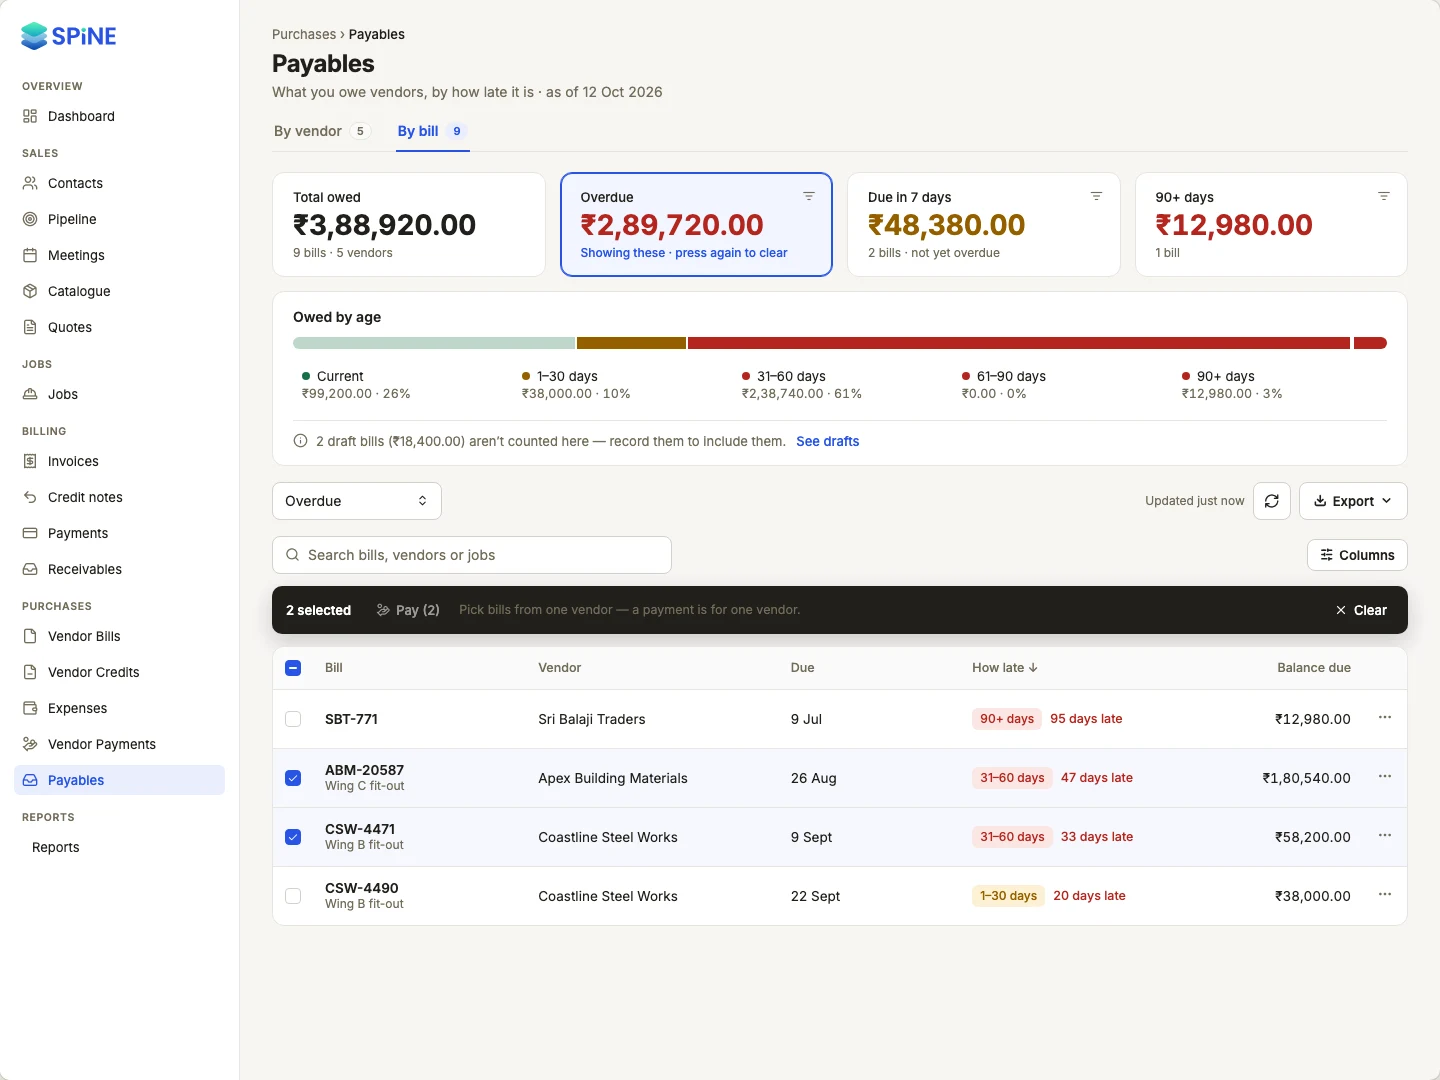 SPiNE
OVERVIEW
Dashboard
SALES
Contacts
Pipeline
Meetings
Catalogue
Quotes
JOBS
Jobs
BILLING
Invoices
Credit notes
Payments
Receivables
PURCHASES
Vendor Bills
Vendor Credits
Expenses
Vendor Payments
Payables
REPORTS
Reports
Purchases › Payables
Payables
What you owe vendors, by how late it is · as of 12 Oct 2026
By vendor 5 By bill 9
Total owed
₹3,88,920.00
9 bills · 5 vendors
Overdue
₹2,89,720.00
Showing these · press again to clear
Due in 7 days
₹48,380.00
2 bills · not yet overdue
90+ days
₹12,980.00
1 bill
Owed by age
Current
₹99,200.00 · 26%
1–30 days
₹38,000.00 · 10%
31–60 days
₹2,38,740.00 · 61%
61–90 days
₹0.00 · 0%
90+ days
₹12,980.00 · 3%
2 draft bills (₹18,400.00) aren’t counted here — record them to include them. See drafts
Overdue
Updated just now
Export
Search bills, vendors or jobs
Columns
2 selected Pay (2) Pick bills from one vendor — a payment is for one vendor. Clear
Bill Vendor Due How late ↓ Balance due
SBT-771 Sri Balaji Traders 9 Jul 90+ days 95 days late ₹12,980.00
ABM-20587 Apex Building Materials 26 Aug 31–60 days 47 days late ₹1,80,540.00
Wing C fit-out
CSW-4471 Coastline Steel Works 9 Sept 31–60 days 33 days late ₹58,200.00
Wing B fit-out
CSW-4490 Coastline Steel Works 22 Sept 1–30 days 20 days late ₹38,000.00
Wing B fit-out